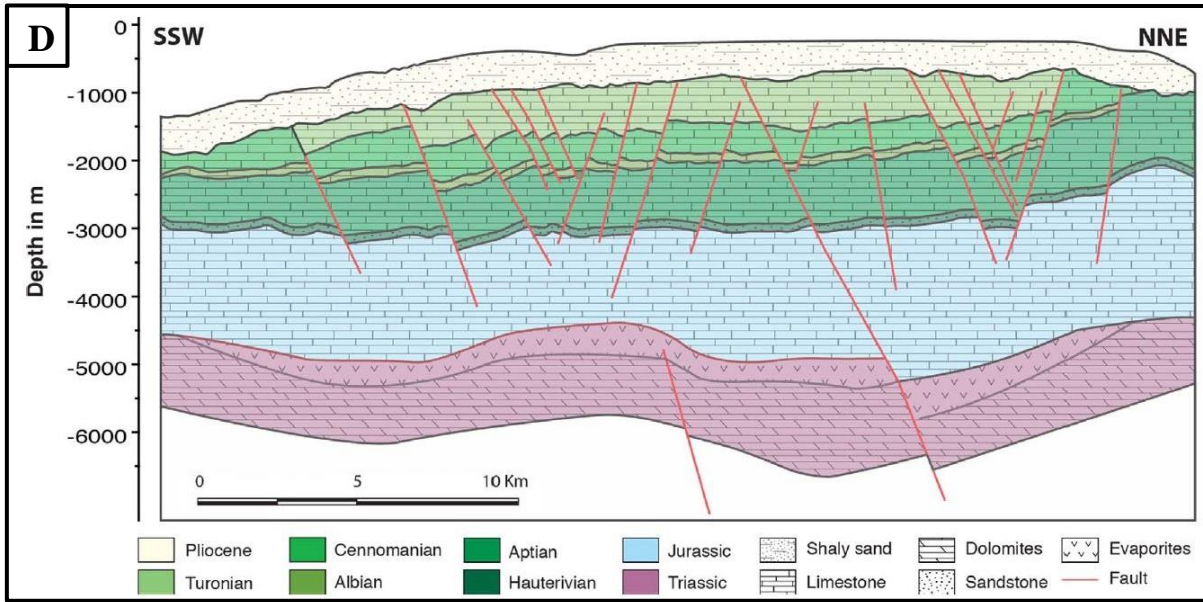 D
SSW
NNE
Depth in m
0
-1000
-2000
-3000
-4000
-5000
-6000
0 5 10 Km
Pliocene Cennomanian Aptian Jurassic Shaly sand Dolomites Evaporites
Turonian Albian Hauterivian Triassic Limestone Sandstone Fault